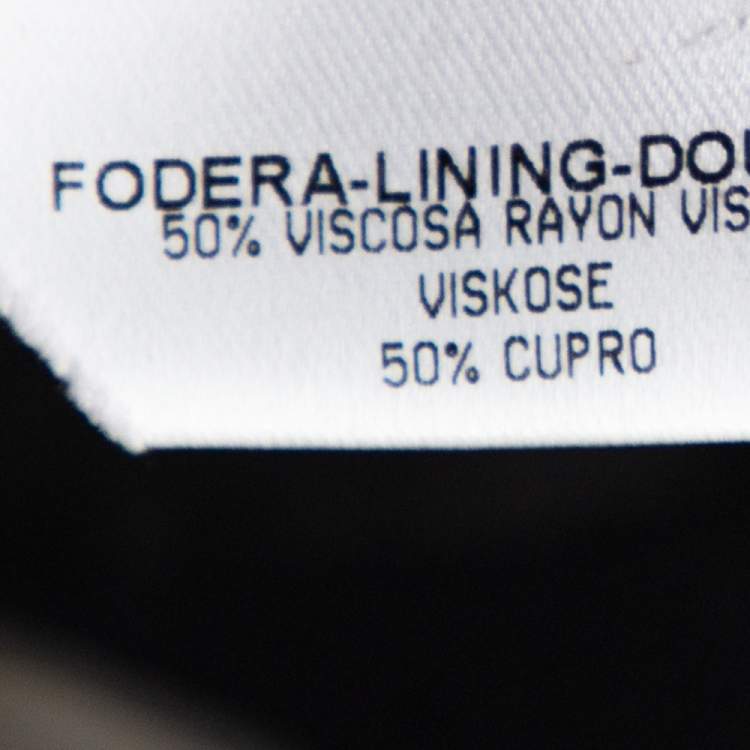 FODERA-LINING-DOU
50% VISCOSA RAYON VIS
VISKOSE
50% CUPRO